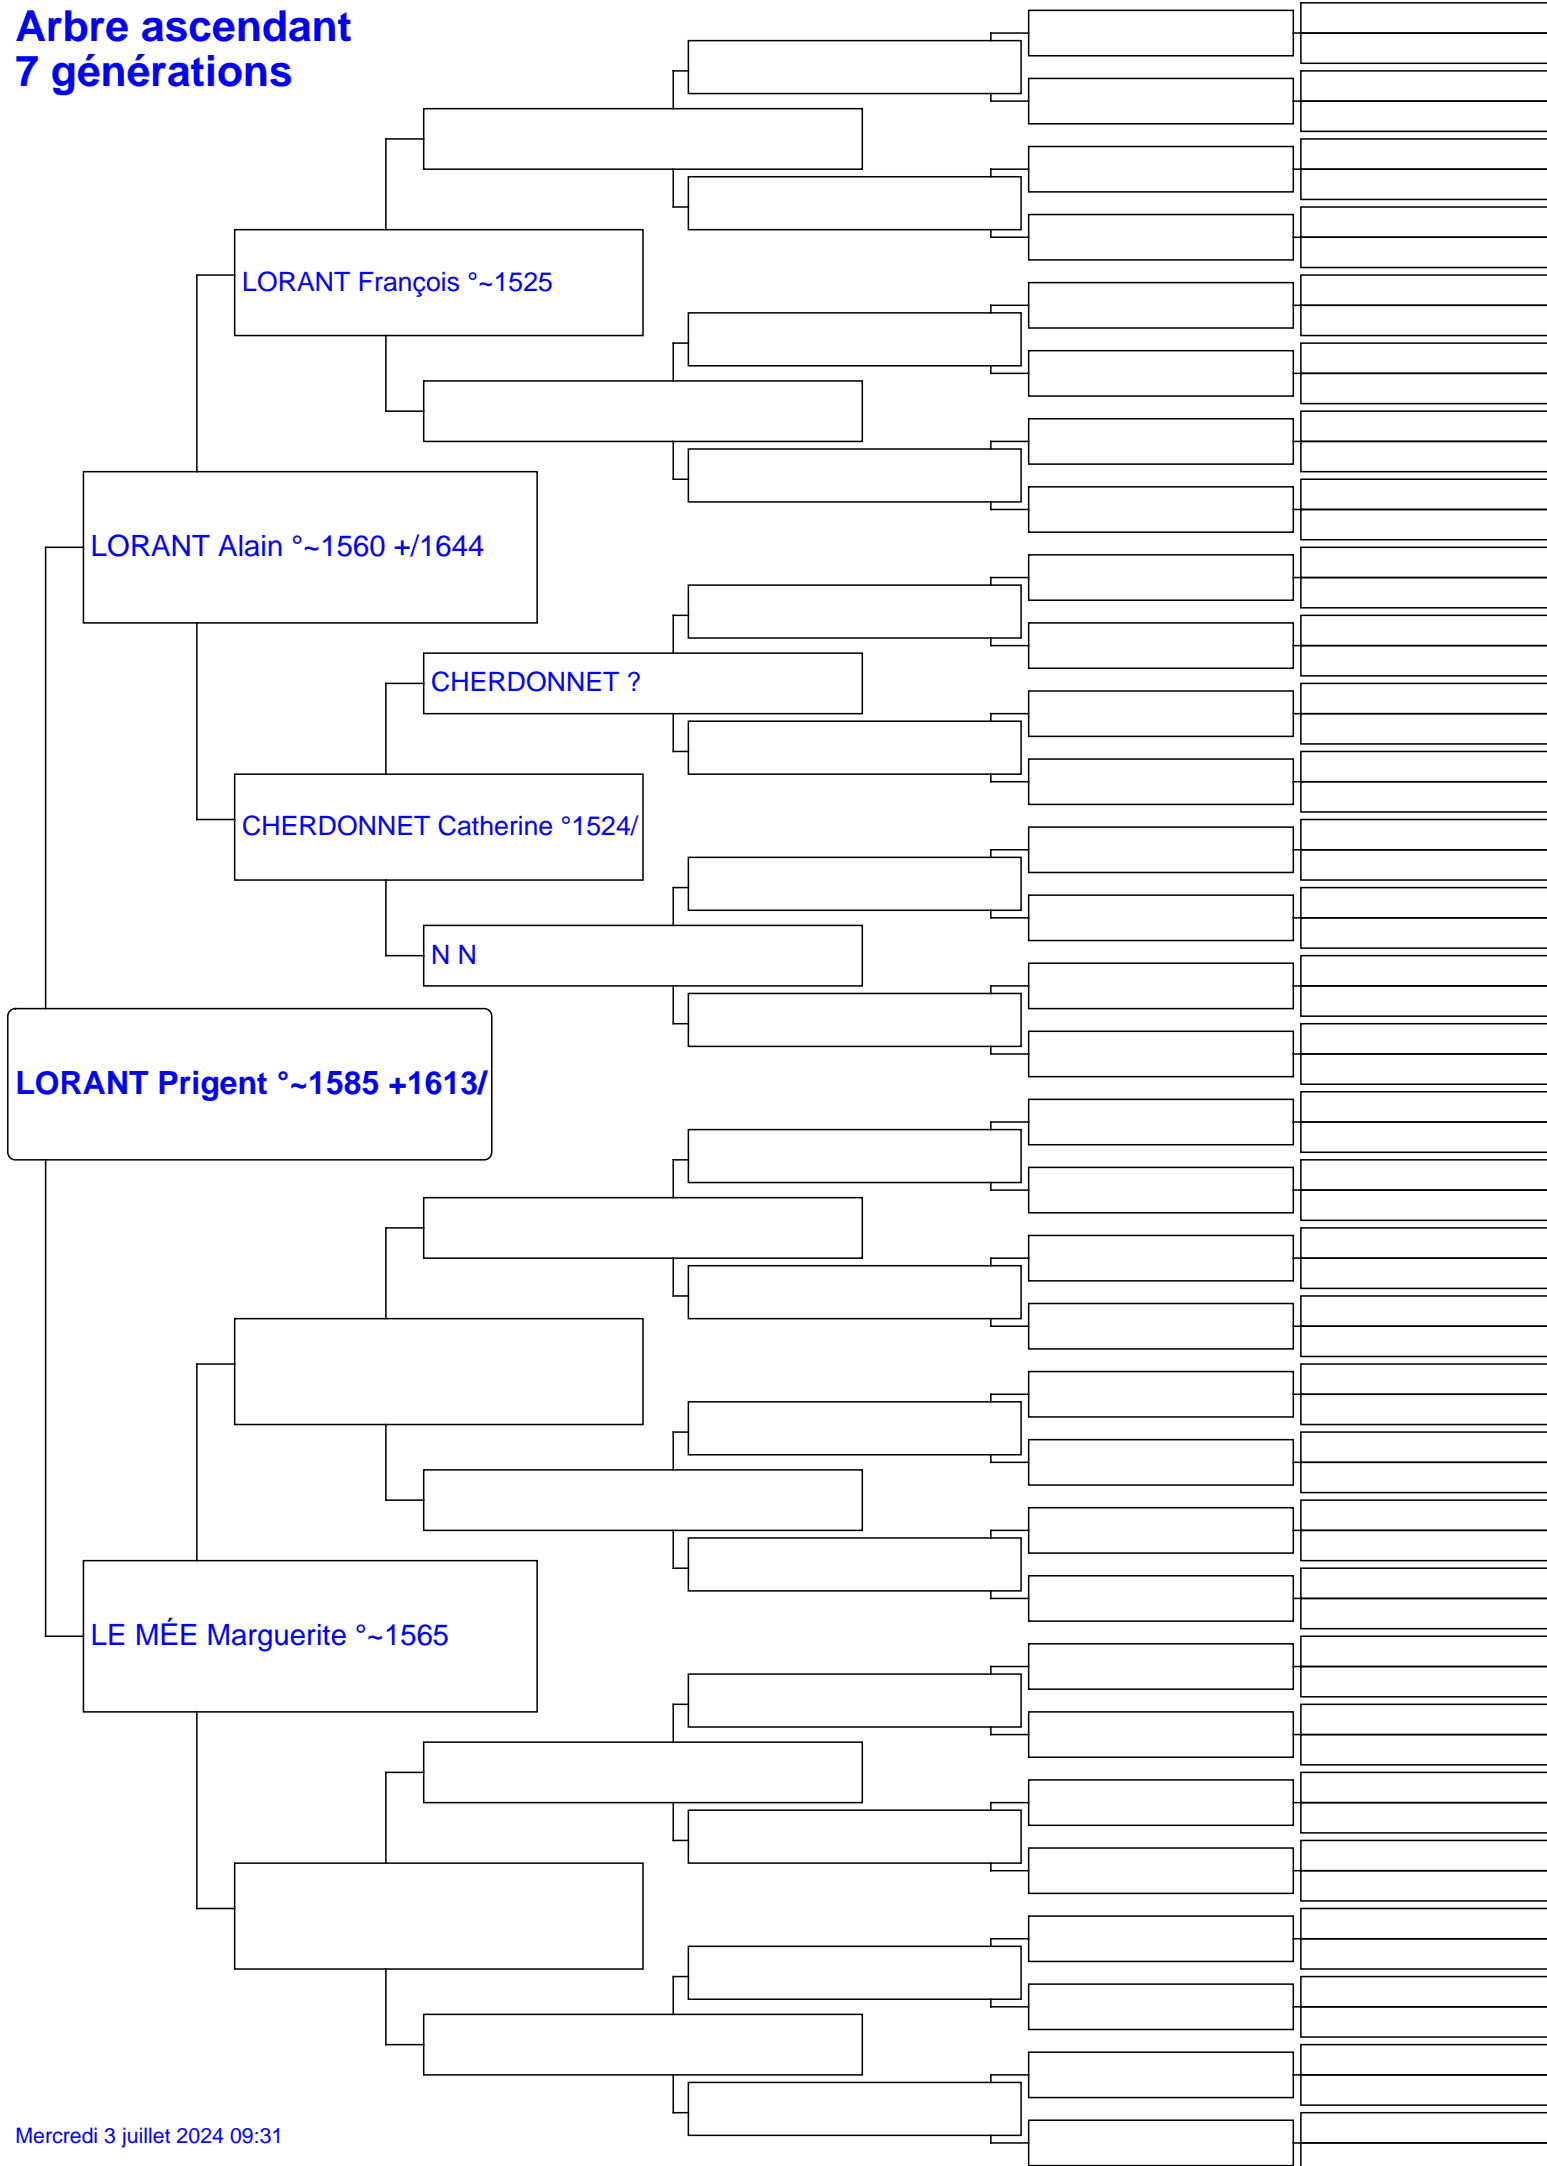 Arbre ascendant
7 générations
LORANT François °~1525
LORANT Alain °~1560 +/1644
CHERDONNET ?
CHERDONNET Catherine °1524/
N N
LORANT Prigent °~1585 +1613/
LE MÉE Marguerite °~1565
Mercredi 3 juillet 2024 09:31